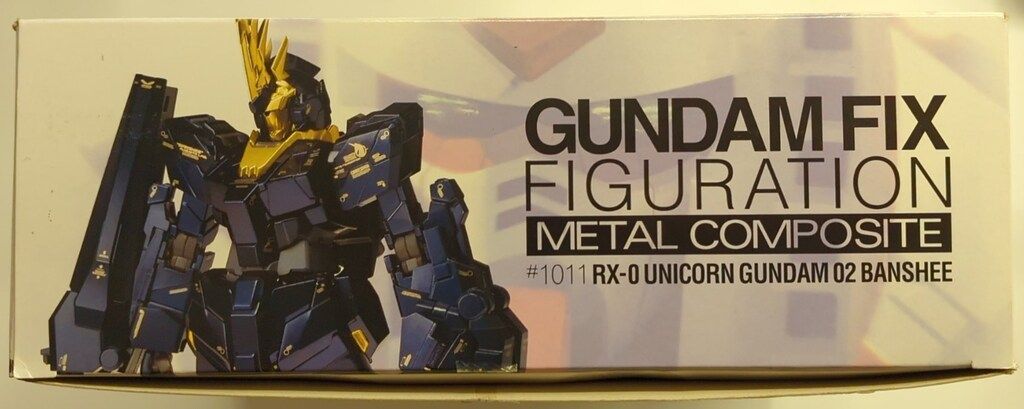 GUNDAM FIX
FIGURATION
METAL COMPOSITE
#1011 RX-0 UNICORN GUNDAM 02 BANSHEE